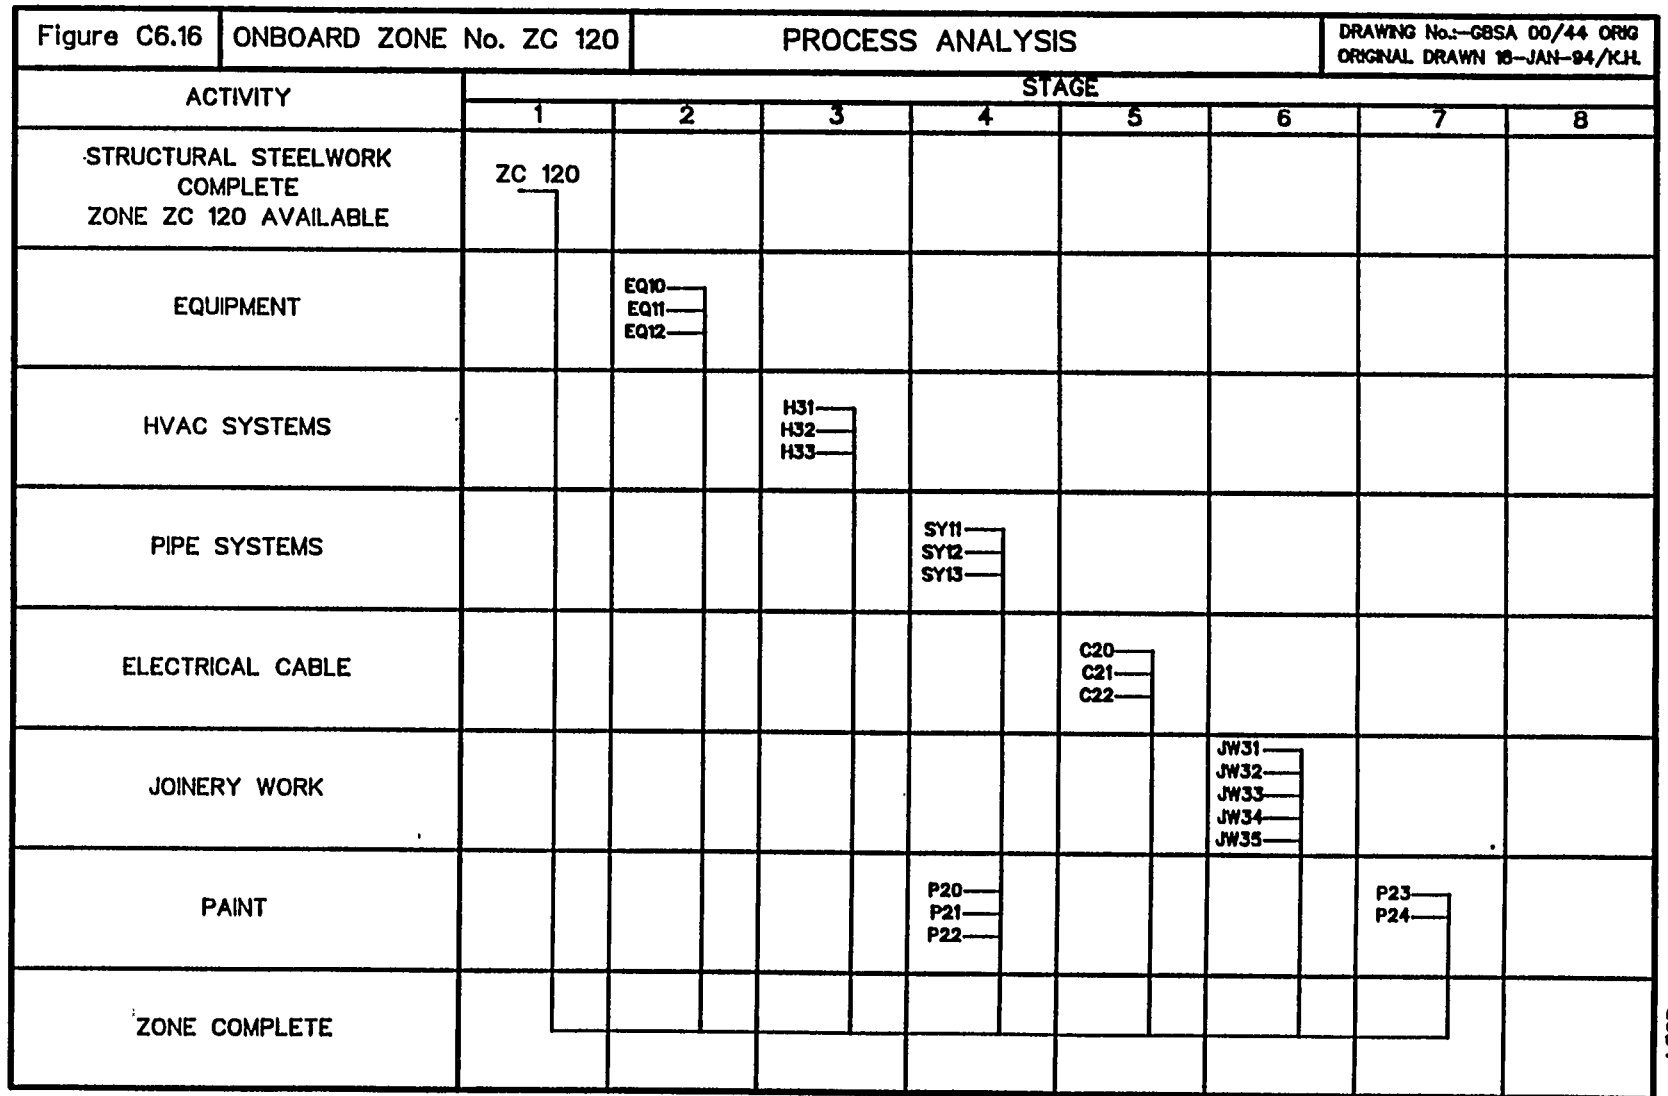 Figure C6.16
ONBOARD ZONE No. ZC 120
PROCESS ANALYSIS
DRAWING No.:-GBSA 00/44 ORIG
ORIGINAL DRAWN 18-JAN-94/K.H.
ACTIVITY
STAGE
1 2 3 4 5 6 7 8
STRUCTURAL STEELWORK
COMPLETE
ZONE ZC 120 AVAILABLE
ZC 120
EQUIPMENT
EQ10
EQ11
EQ12
HVAC SYSTEMS
H31
H32
H33
PIPE SYSTEMS
SY11
SY12
SY13
ELECTRICAL CABLE
C20
C21
C22
JOINERY WORK
JW31
JW32
JW33
JW34
JW35
PAINT
P20
P21
P22
P23
P24
ZONE COMPLETE